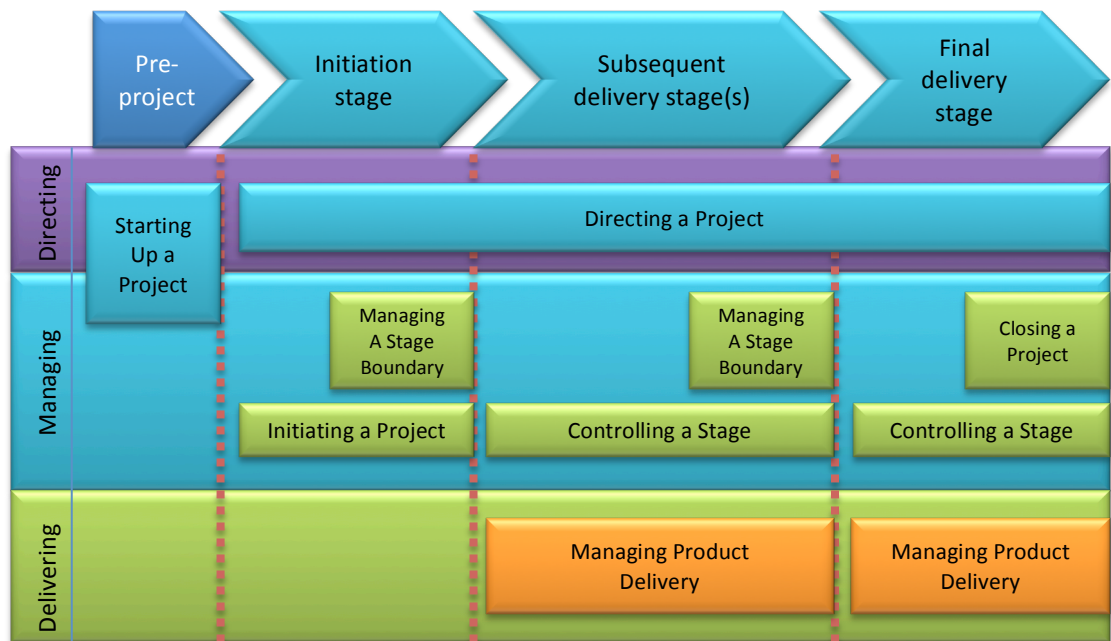 Pre-
project
Initiation
stage
Subsequent
delivery stage(s)
Final
delivery
stage
Directing
Starting
Up a
Project
Directing a Project
Managing
Managing
A Stage
Boundary
Managing
A Stage
Boundary
Closing a
Project
Initiating a Project
Controlling a Stage
Controlling a Stage
Delivering
Managing Product
Delivery
Managing Product
Delivery